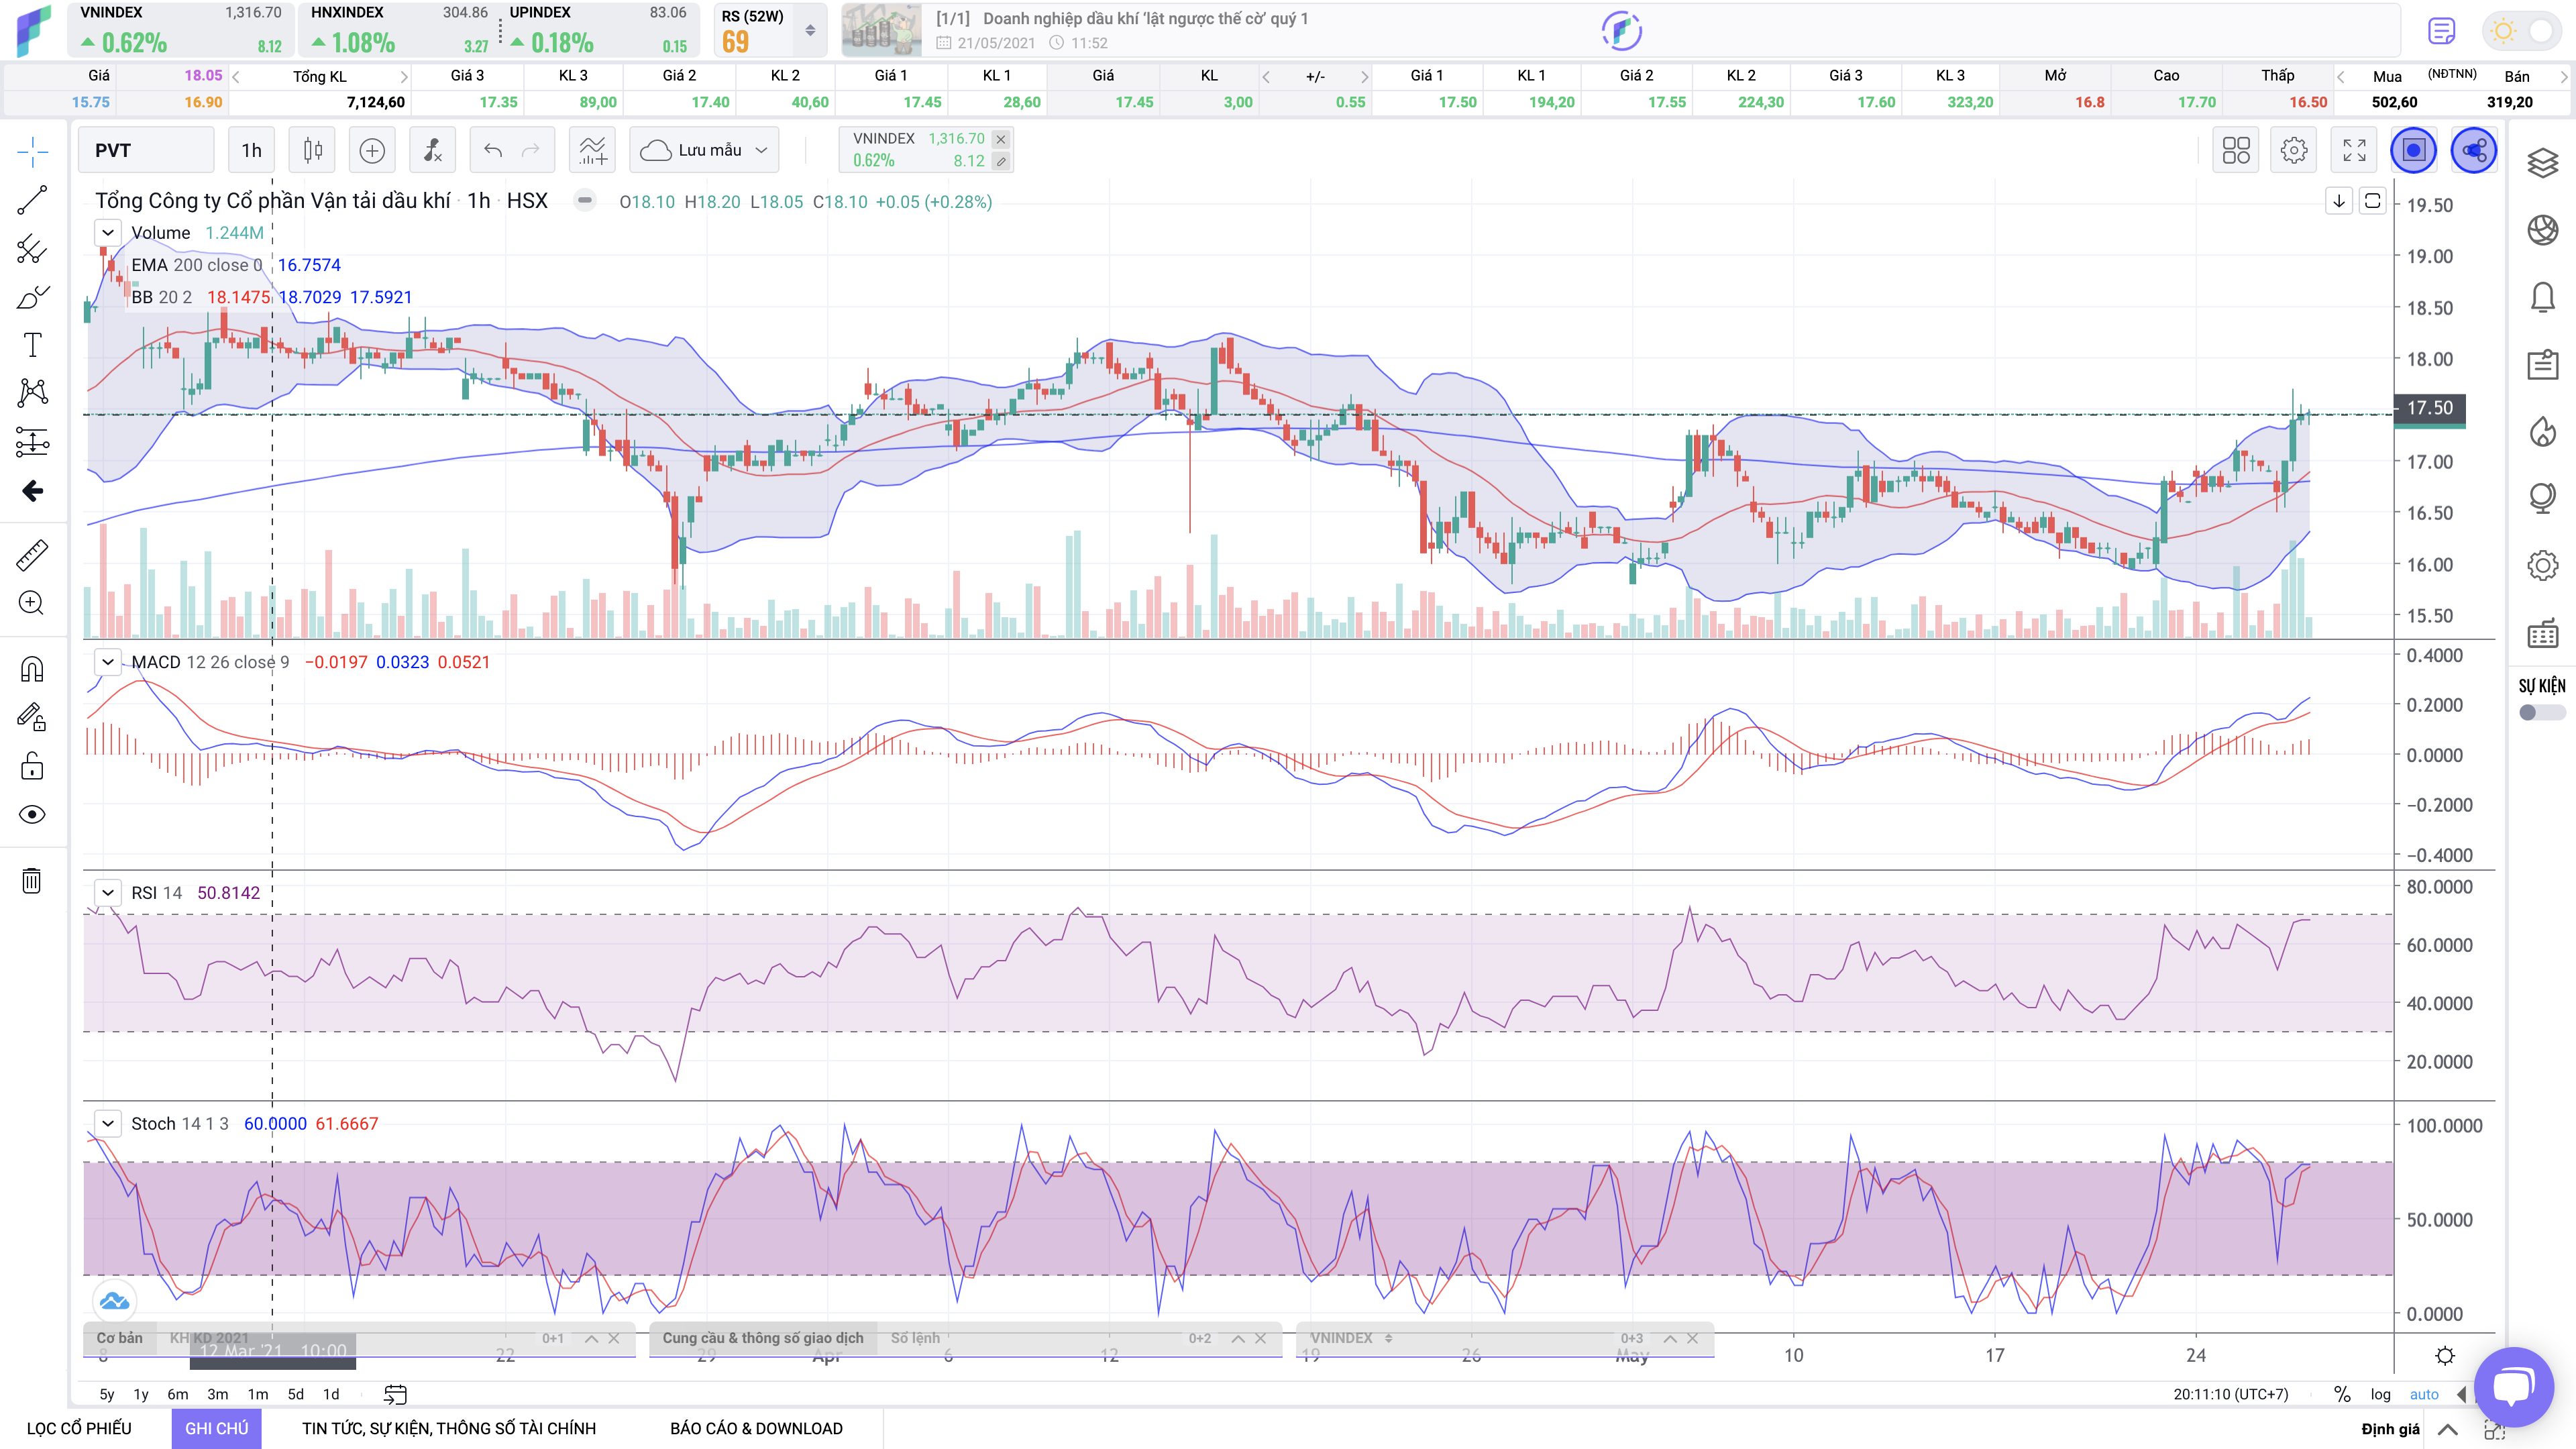 VNINDEX 1,316.70
0.62% 8.12
HNXINDEX 304.86
1.08% 3.27
UPINDEX 83.06
0.18% 0.15
RS (52W)
69
[1/1] Doanh nghiệp dầu khí ‘lật ngược thế cờ’ quý 1
21/05/2021 11:52
Giá 18.05 Tổng KL Giá 3 KL 3 Giá 2 KL 2 Giá 1 KL 1 Giá KL +/- Giá 1 KL 1 Giá 2 KL 2 Giá 3 KL 3 Mở Cao Thấp Mua (NĐTNN) Bán
15.75 16.90 7,124,60 17.35 89,00 17.40 40,60 17.45 28,60 17.45 3,00 0.55 17.50 194,20 17.55 224,30 17.60 323,20 16.8 17.70 16.50 502,60 319,20
PVT 1h Lưu mẫu
VNINDEX 1,316.70
0.62% 8.12
Tổng Công ty Cổ phần Vận tải dầu khí · 1h · HSX O18.10 H18.20 L18.05 C18.10 +0.05 (+0.28%)
Volume 1.244M
EMA 200 close 0 16.7574
BB 20 2 18.1475 18.7029 17.5921
19.50
19.00
18.50
18.00
17.50
17.00
16.50
16.00
15.50
MACD 12 26 close 9 −0.0197 0.0323 0.0521
0.4000
0.2000
0.0000
−0.2000
−0.4000
SỰ KIỆN
RSI 14 50.8142
80.0000
60.0000
40.0000
20.0000
Stoch 14 1 3 60.0000 61.6667
100.0000
50.0000
0.0000
Cơ bản KH KD 2021 0+1
Cung cầu & thông số giao dịch Sổ lệnh 0+2
VNINDEX 0+3
8 12 Mar '21 10:00 22 29 Apr 6 12 19 26 May 10 17 24
5y 1y 6m 3m 1m 5d 1d
20:11:10 (UTC+7) % log auto
LỌC CỔ PHIẾU GHI CHÚ TIN TỨC, SỰ KIỆN, THÔNG SỐ TÀI CHÍNH BÁO CÁO & DOWNLOAD
Định giá